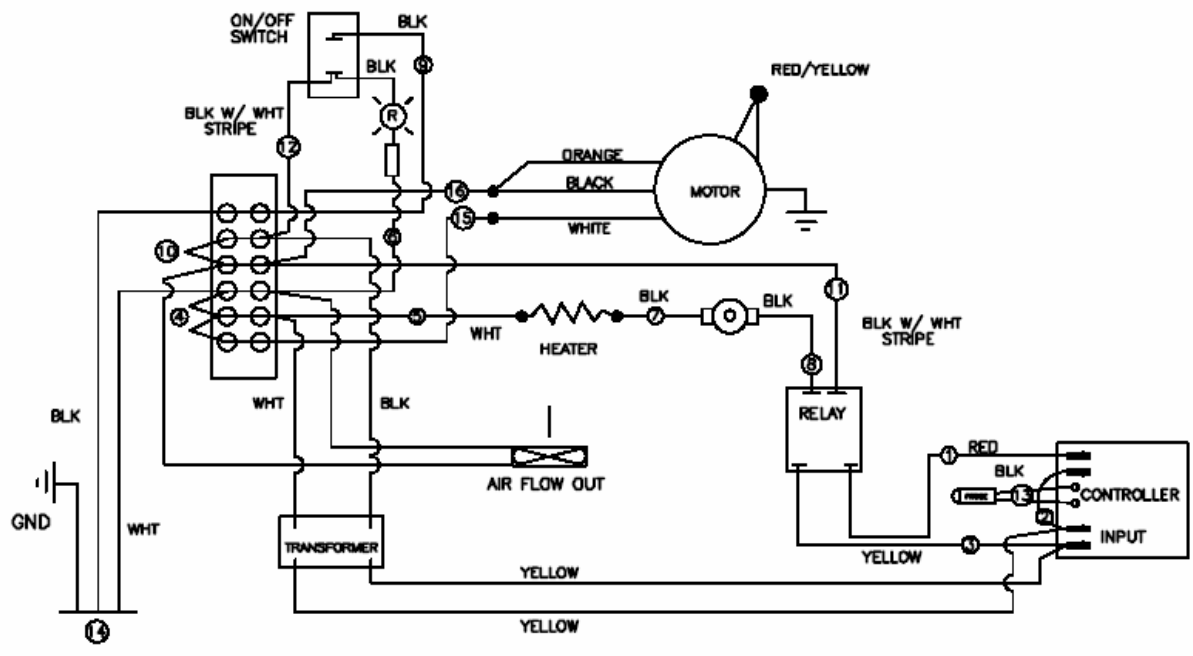 ON/OFF
SWITCH
BLK
9
BLK
R
BLK W/ WHT
STRIPE
12
RED/YELLOW
ORANGE
16
BLACK
MOTOR
15
WHITE
10
6
11
4
5
WHT
HEATER
BLK
7
BLK
BLK W/ WHT
STRIPE
8
RELAY
WHT
BLK
BLK
AIR FLOW OUT
1
RED
BLK
13
CONTROLLER
2
INPUT
3
YELLOW
GND
WHT
TRANSFORMER
YELLOW
YELLOW
14